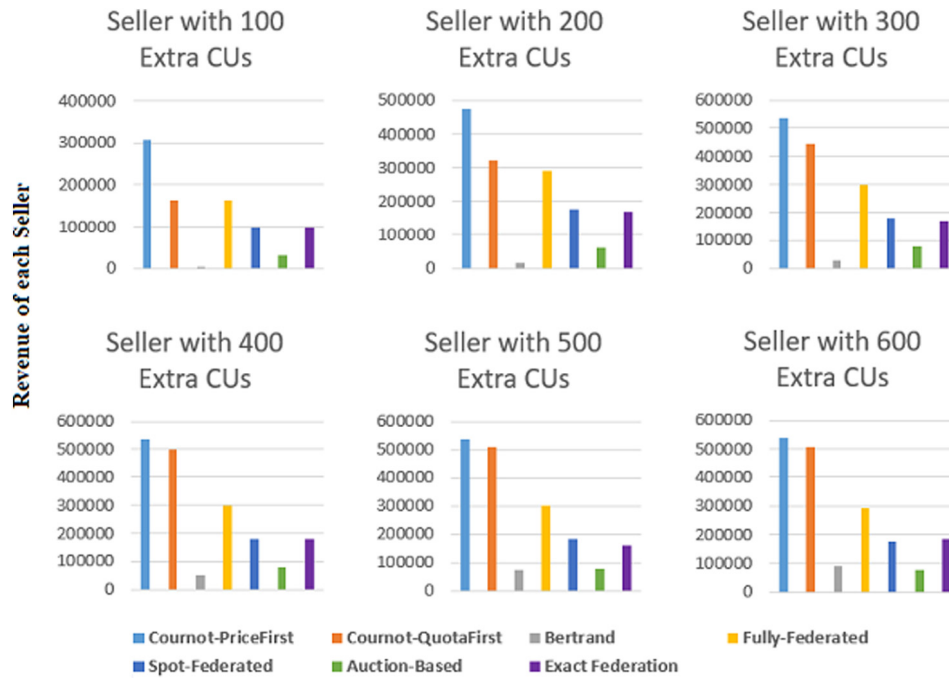 Seller with 100
Extra CUs
Seller with 200
Extra CUs
Seller with 300
Extra CUs
400000
300000
200000
100000
0
500000
400000
300000
200000
100000
0
600000
500000
400000
300000
200000
100000
0
Revenue of each Seller
Seller with 400
Extra CUs
Seller with 500
Extra CUs
Seller with 600
Extra CUs
600000
500000
400000
300000
200000
100000
0
600000
500000
400000
300000
200000
100000
0
600000
500000
400000
300000
200000
100000
0
Cournot-PriceFirst
Cournot-QuotaFirst
Bertrand
Fully-Federated
Spot-Federated
Auction-Based
Exact Federation